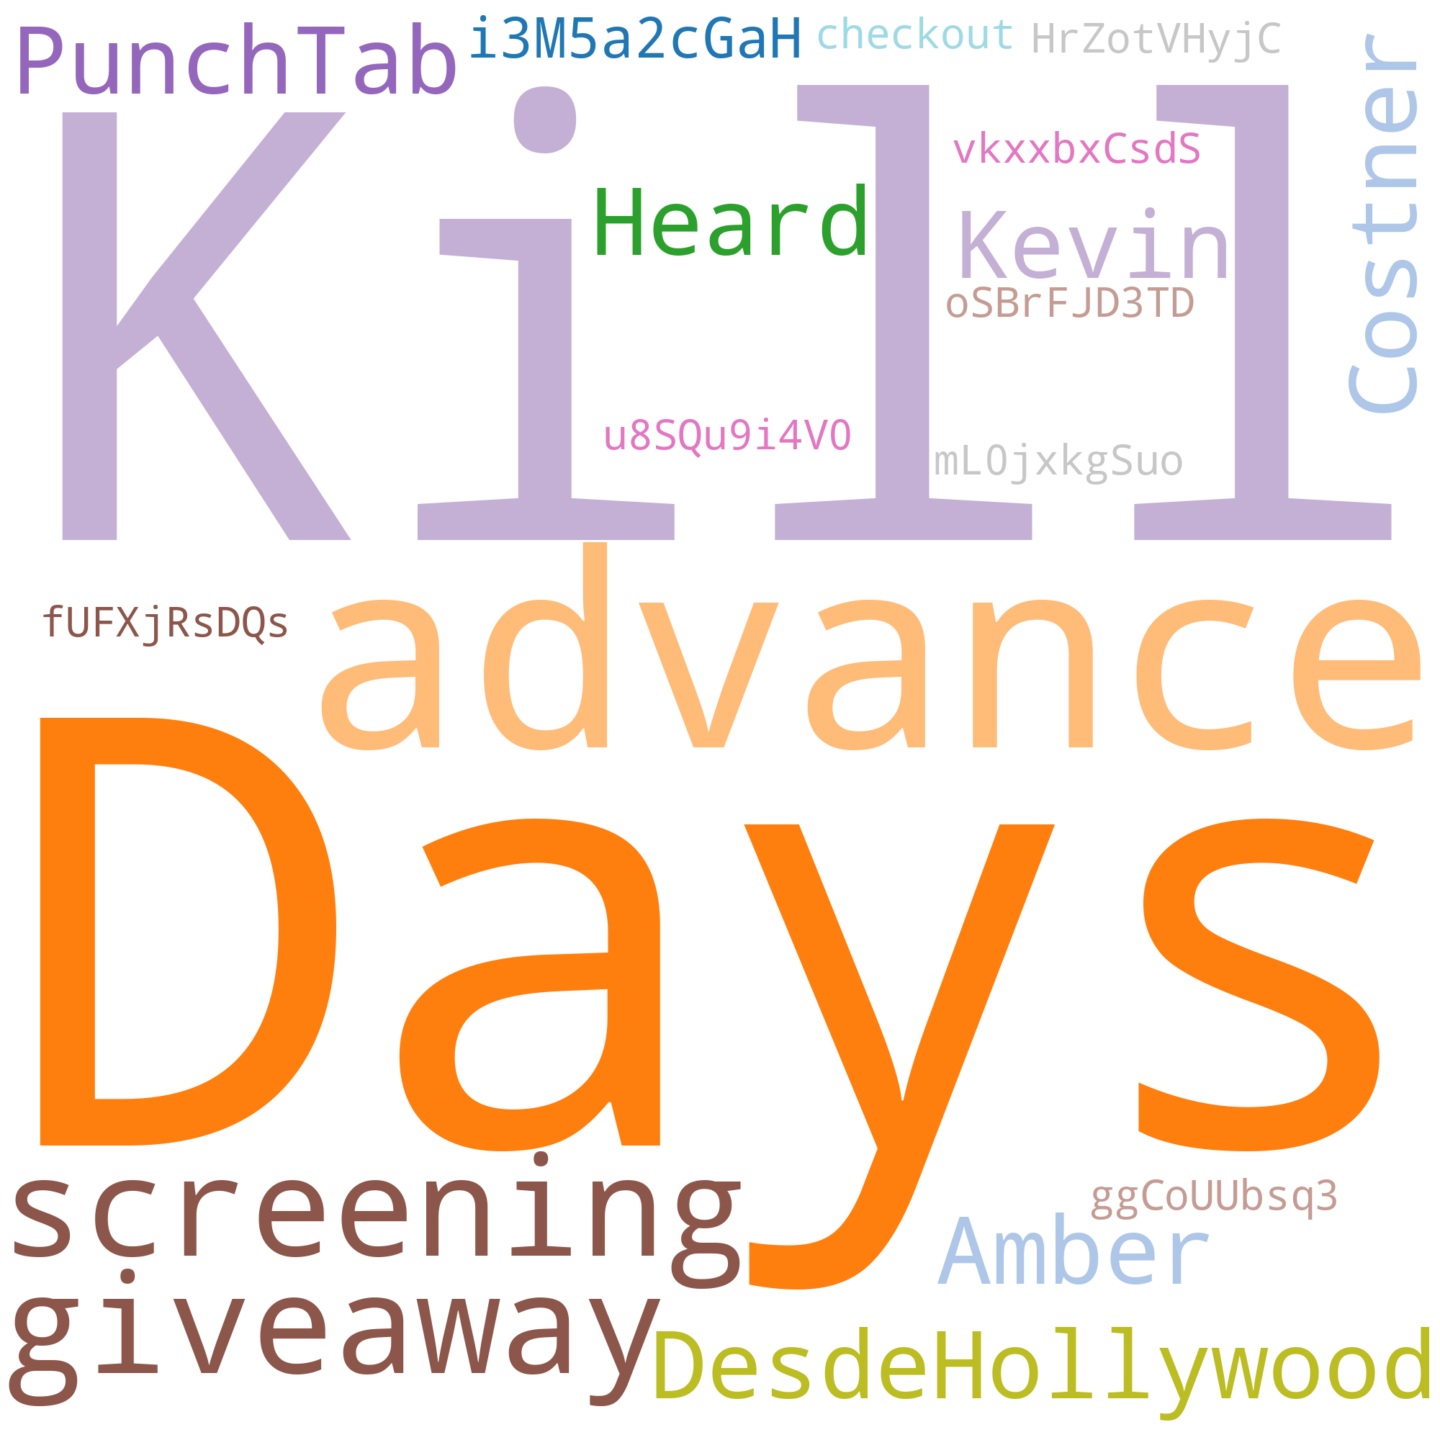 PunchTab
i3M5a2cGaH
checkout
HrZotVHyjC
Costner
Kill
vkxxbxCsdS
Heard
Kevin
oSBrFJD3TD
u8SQu9i4V0
mL0jxkgSuo
advance
fUFXjRsDQs
Days
screening
ggCoUUbsq3
Amber
giveaway
DesdeHollywood